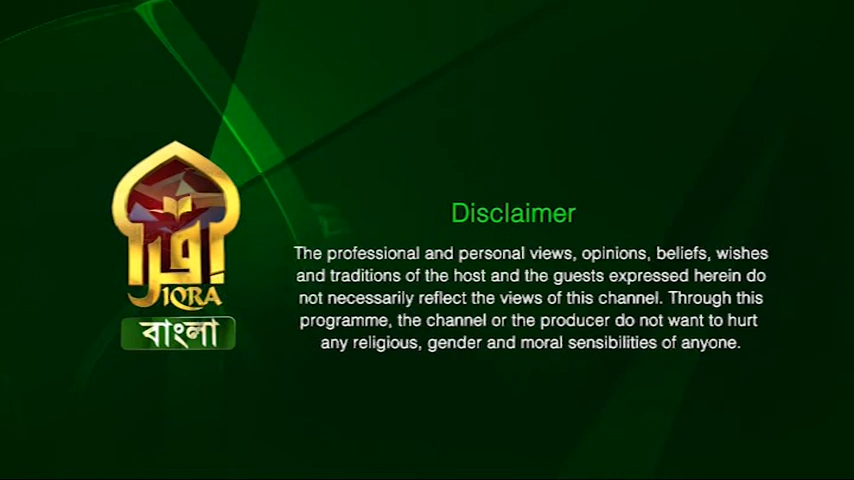 اقرأ
IQRA
বাংলা
Disclaimer
The professional and personal views, opinions, beliefs, wishes
and traditions of the host and the guests expressed herein do
not necessarily reflect the views of this channel. Through this
programme, the channel or the producer do not want to hurt
any religious, gender and moral sensibilities of anyone.